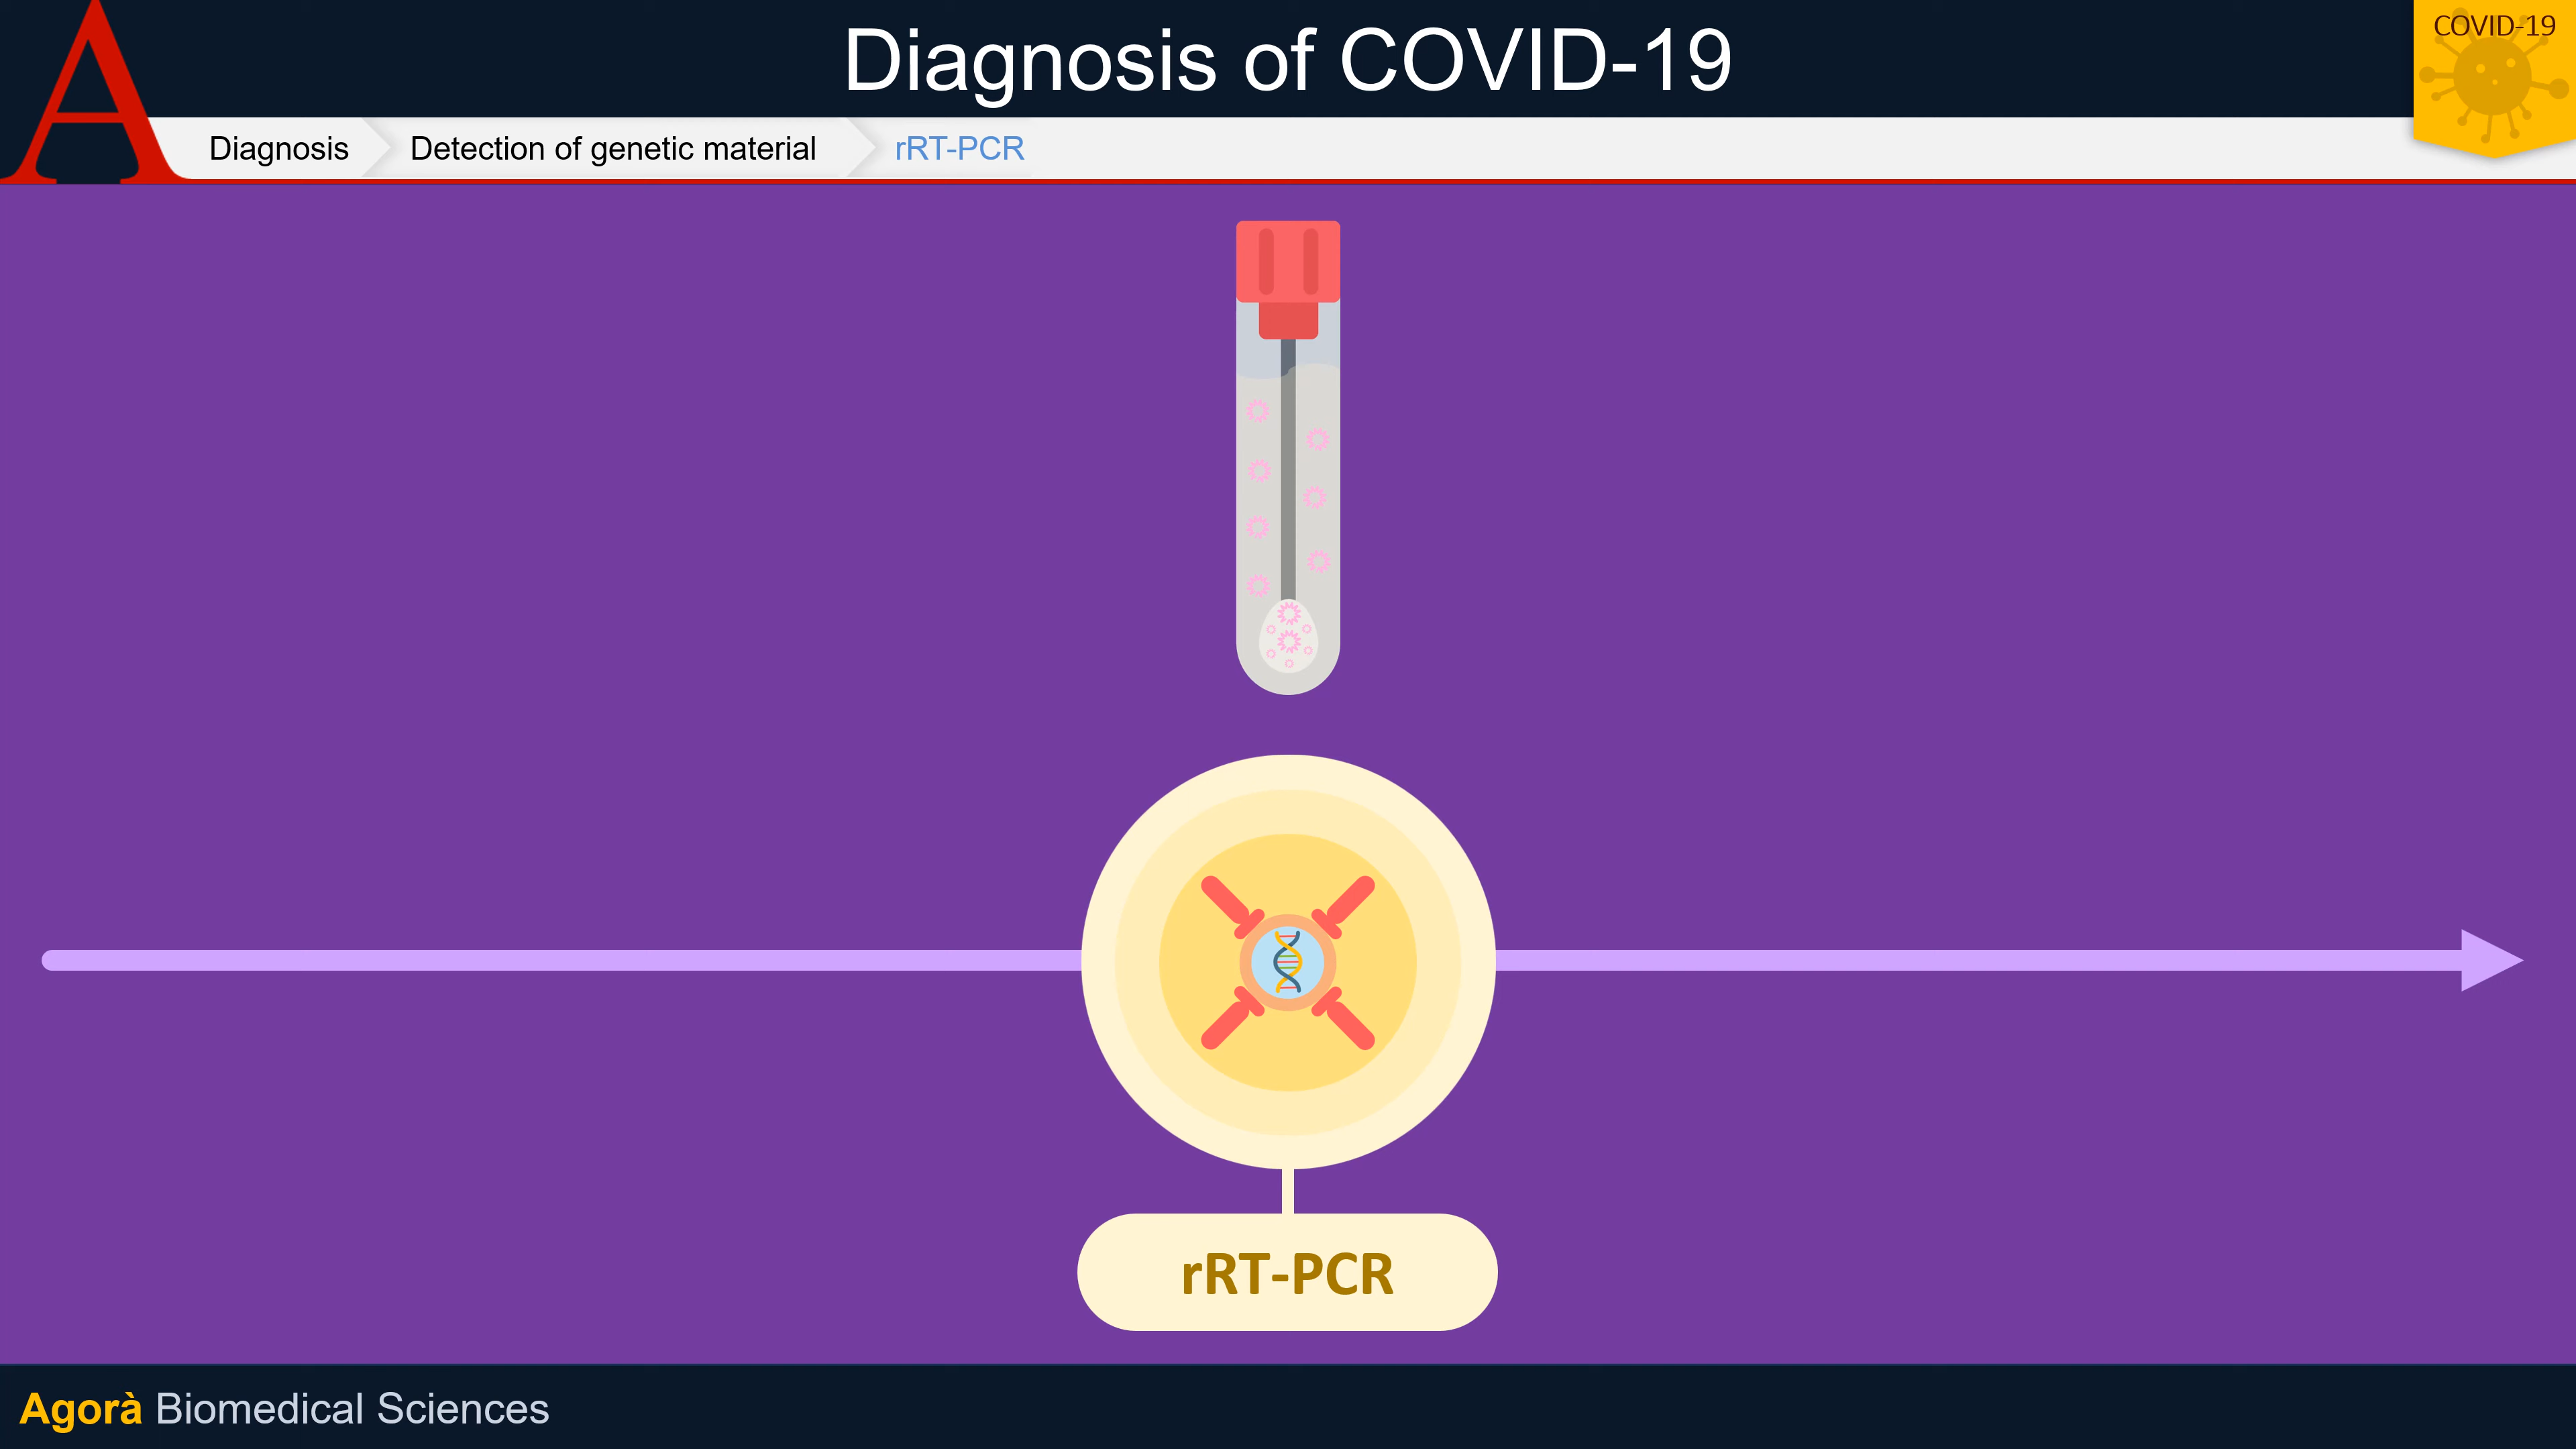 A
Diagnosis of COVID-19
COVID-19
Diagnosis
Detection of genetic material
rRT-PCR
rRT-PCR
Agorà Biomedical Sciences